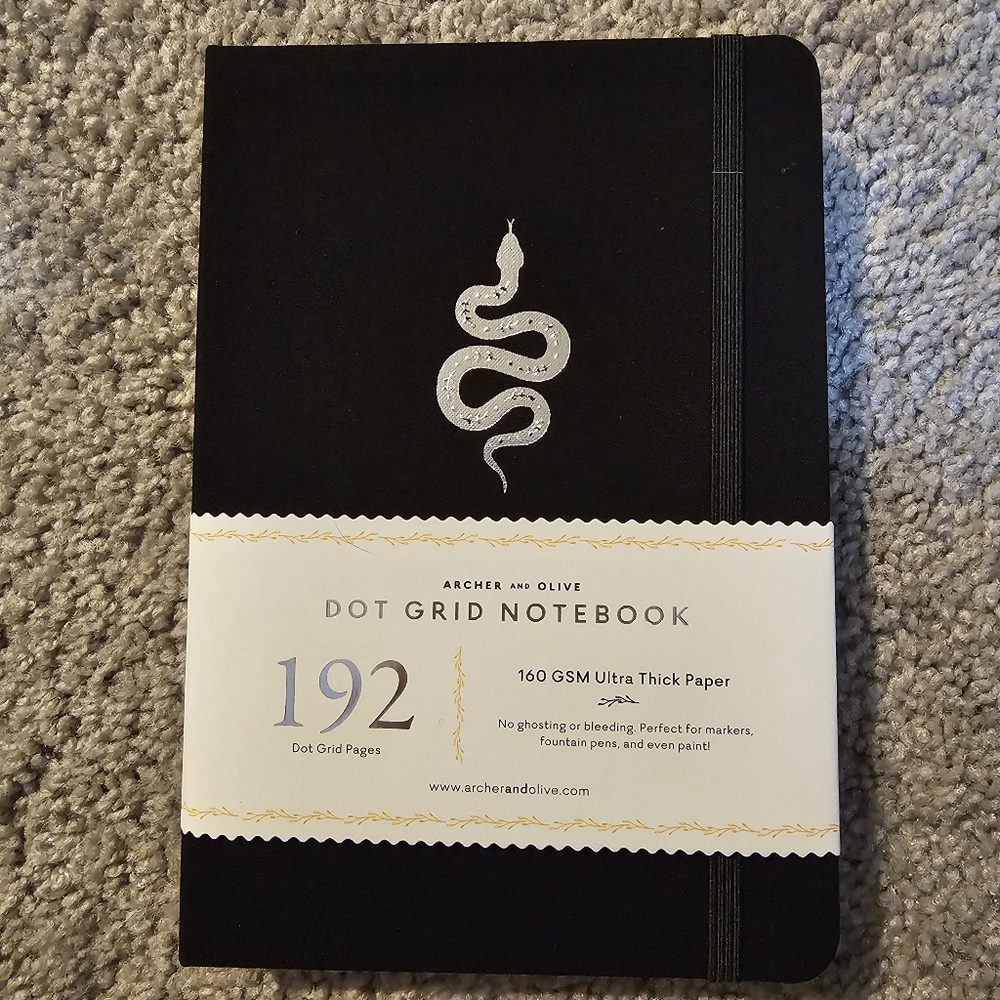 ARCHER AND OLIVE
DOT GRID NOTEBOOK
192
Dot Grid Pages
160 GSM Ultra Thick Paper
No ghosting or bleeding. Perfect for markers,
fountain pens, and even paint!
www.archerandolive.com